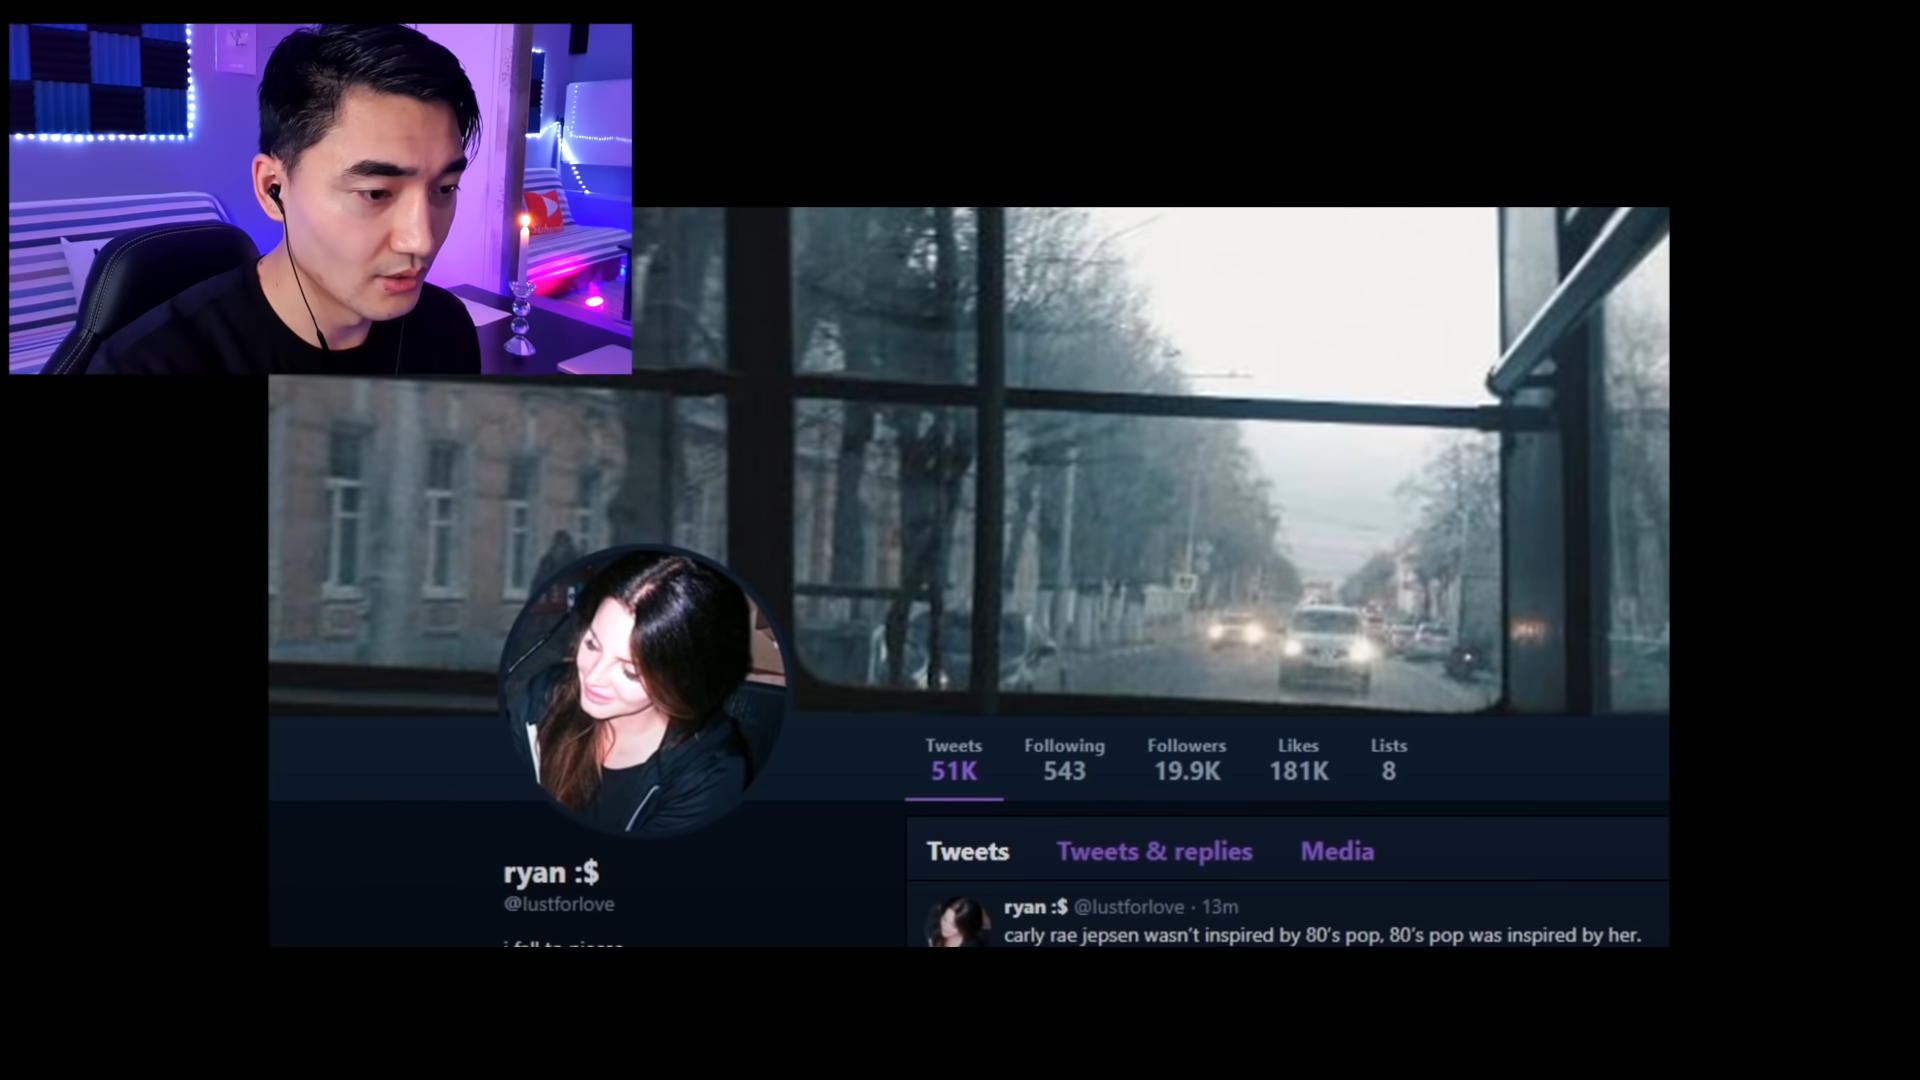 Tweets
51K
Following
543
Followers
19.9K
Likes
181K
Lists
8
Tweets
Tweets & replies
Media
ryan :$
@lustforlove
ryan :$ @lustforlove · 13m
carly rae jepsen wasn't inspired by 80's pop, 80's pop was inspired by her.